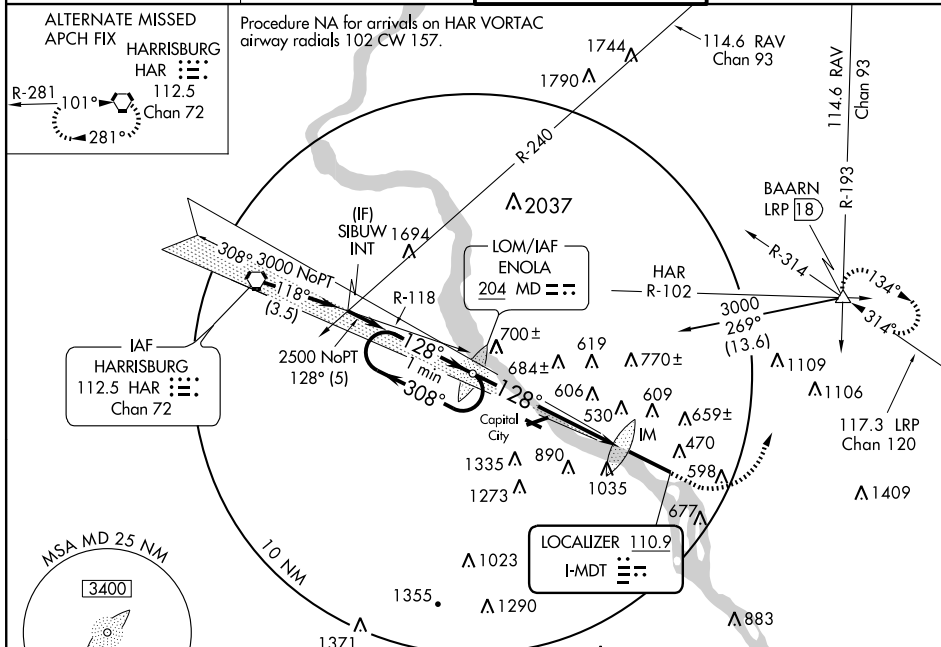 ALTERNATE MISSED
APCH FIX
HARRISBURG
HAR
112.5
Chan 72
R-281
101°
281°
Procedure NA for arrivals on HAR VORTAC
airway radials 102 CW 157.
1744
1790
114.6 RAV
Chan 93
114.6 RAV
Chan 93
R-240
R-193
2037
BAARN
LRP 18
(IF)
SIBUW
INT
1694
LOM/IAF
ENOLA
204 MD
308° 3000 NoPT
118°
(3.5)
R-118
HAR
R-102
R-314
134°
314°
3000
269°
(13.6)
IAF
HARRISBURG
112.5 HAR
Chan 72
2500 NoPT
128° (5)
128°
1 min
308°
128°
700±
684±
619
770±
606
530
609
659±
1109
1106
Capital
City
IM
470
117.3 LRP
Chan 120
1335
890
1035
598
1273
677
1409
LOCALIZER 110.9
I-MDT
MSA MD 25 NM
3400
10 NM
1023
1355
1290
1371
883